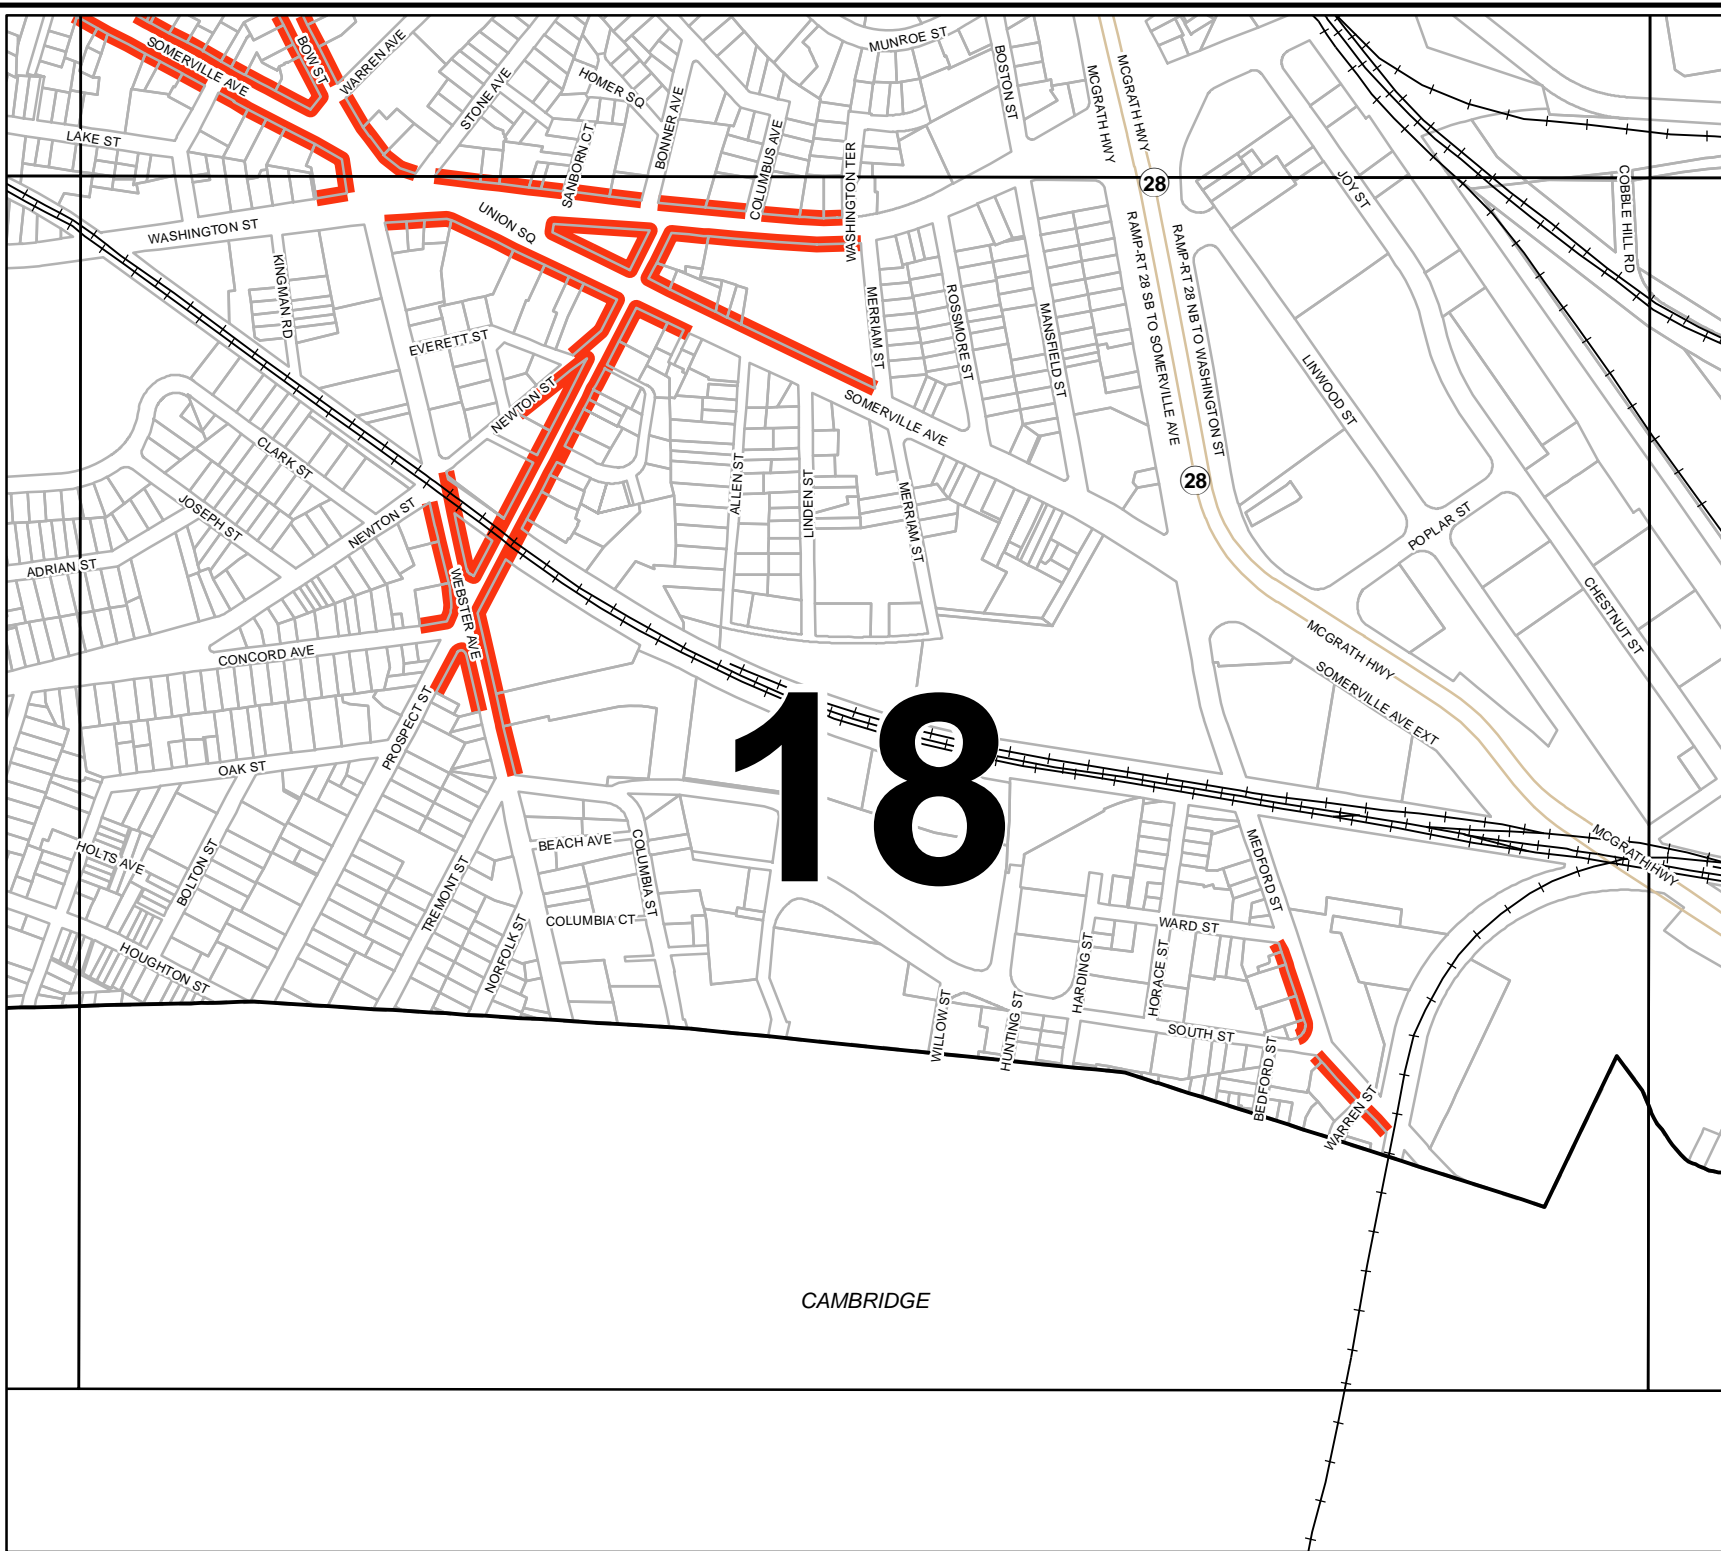 MUNROE ST
SOMERVILLE AVE
BOW ST
WARREN AVE
STONE AVE
HOMER SQ
BONNER AVE
BOSTON ST
MCGRATH HWY
MCGRATH HWY
LAKE ST
SANBORN CT
COLUMBUS AVE
WASHINGTON TER
28
JOY ST
COBBLE HILL RD
WASHINGTON ST
UNION SQ
KINGMAN RD
RAMP-RT 28 SB TO SOMERVILLE AVE
RAMP-RT 28 NB TO WASHINGTON ST
EVERETT ST
MERRIAM ST
ROSSMORE ST
MANSFIELD ST
LINWOOD ST
NEWTON ST
SOMERVILLE AVE
CLARK ST
JOSEPH ST
NEWTON ST
ALLEN ST
LINDEN ST
MERRIAM ST
28
POPLAR ST
ADRIAN ST
WEBSTER AVE
CHESTNUT ST
CONCORD AVE
MCGRATH HWY
SOMERVILLE AVE EXT
PROSPECT ST
OAK ST
18
HOLTS AVE
BOLTON ST
TREMONT ST
BEACH AVE
COLUMBIA ST
MEDFORD ST
MCGRATH HWY
COLUMBIA CT
NORFOLK ST
HOUGHTON ST
WARD ST
HARDING ST
HORACE ST
WILLOW ST
HUNTING ST
SOUTH ST
BEDFORD ST
WARREN ST
CAMBRIDGE